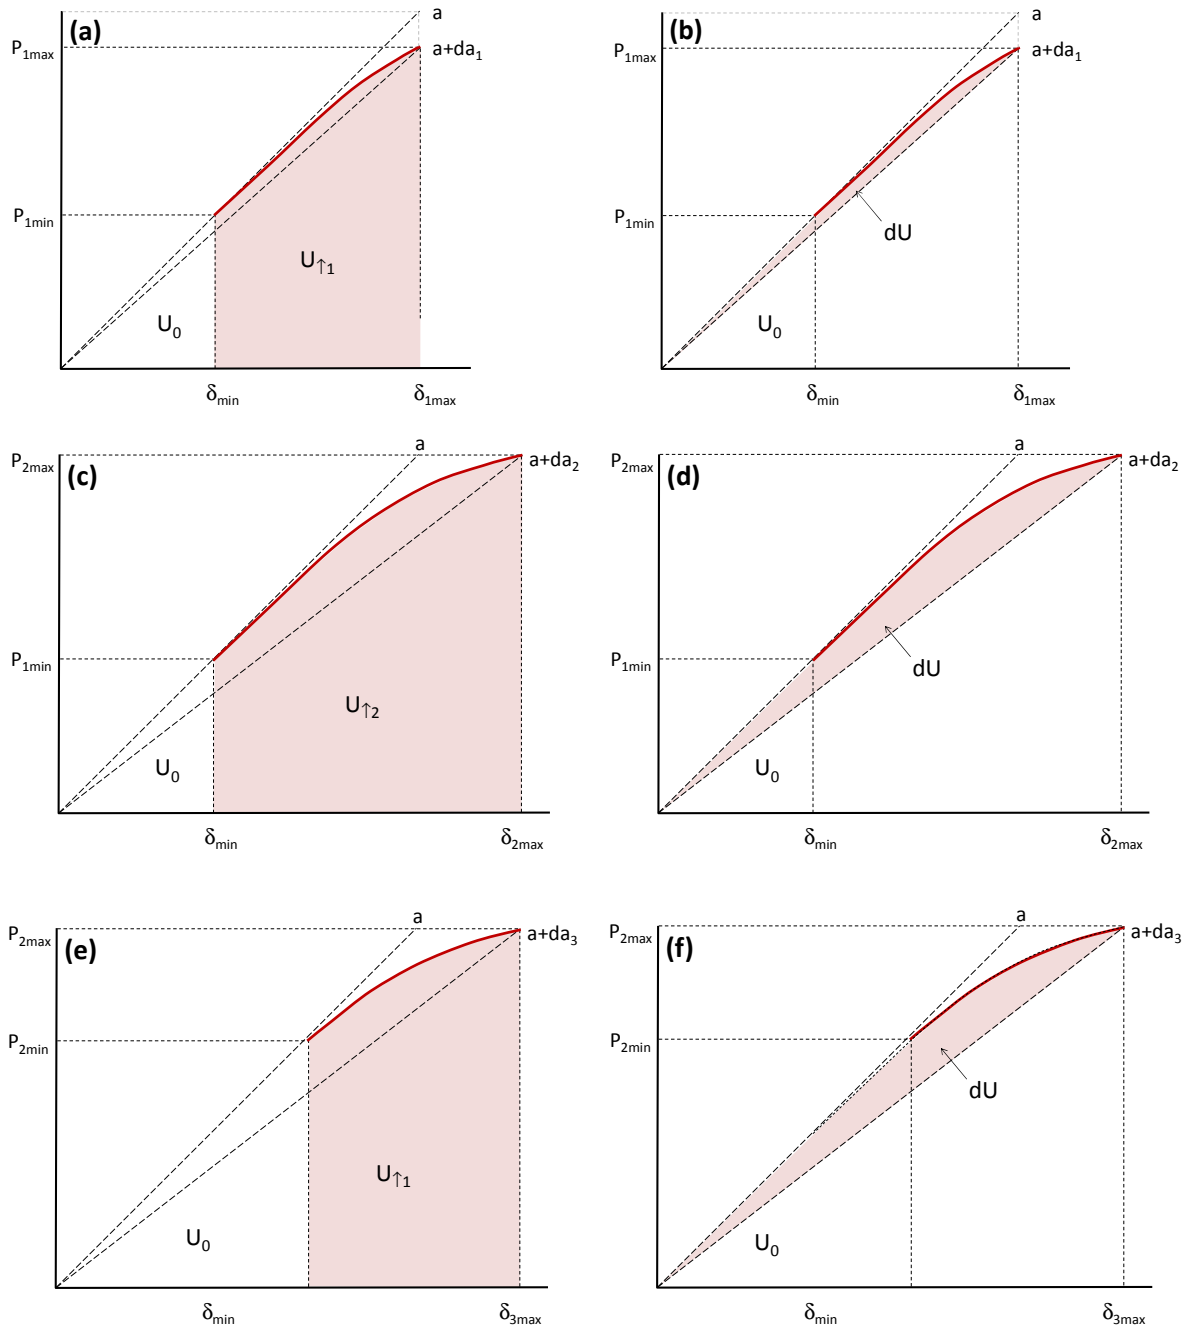 (a)
a
P1max
a+da1
P1min
U↑1
U0
δmin
δ1max
(b)
a
P1max
a+da1
P1min
dU
U0
δmin
δ1max
(c)
a
P2max
a+da2
P1min
U↑2
U0
δmin
δ2max
(d)
a
P2max
a+da2
P1min
dU
U0
δmin
δ2max
(e)
a
P2max
a+da3
P2min
U↑1
U0
δmin
δ3max
(f)
a
P2max
a+da3
P2min
dU
U0
δmin
δ3max